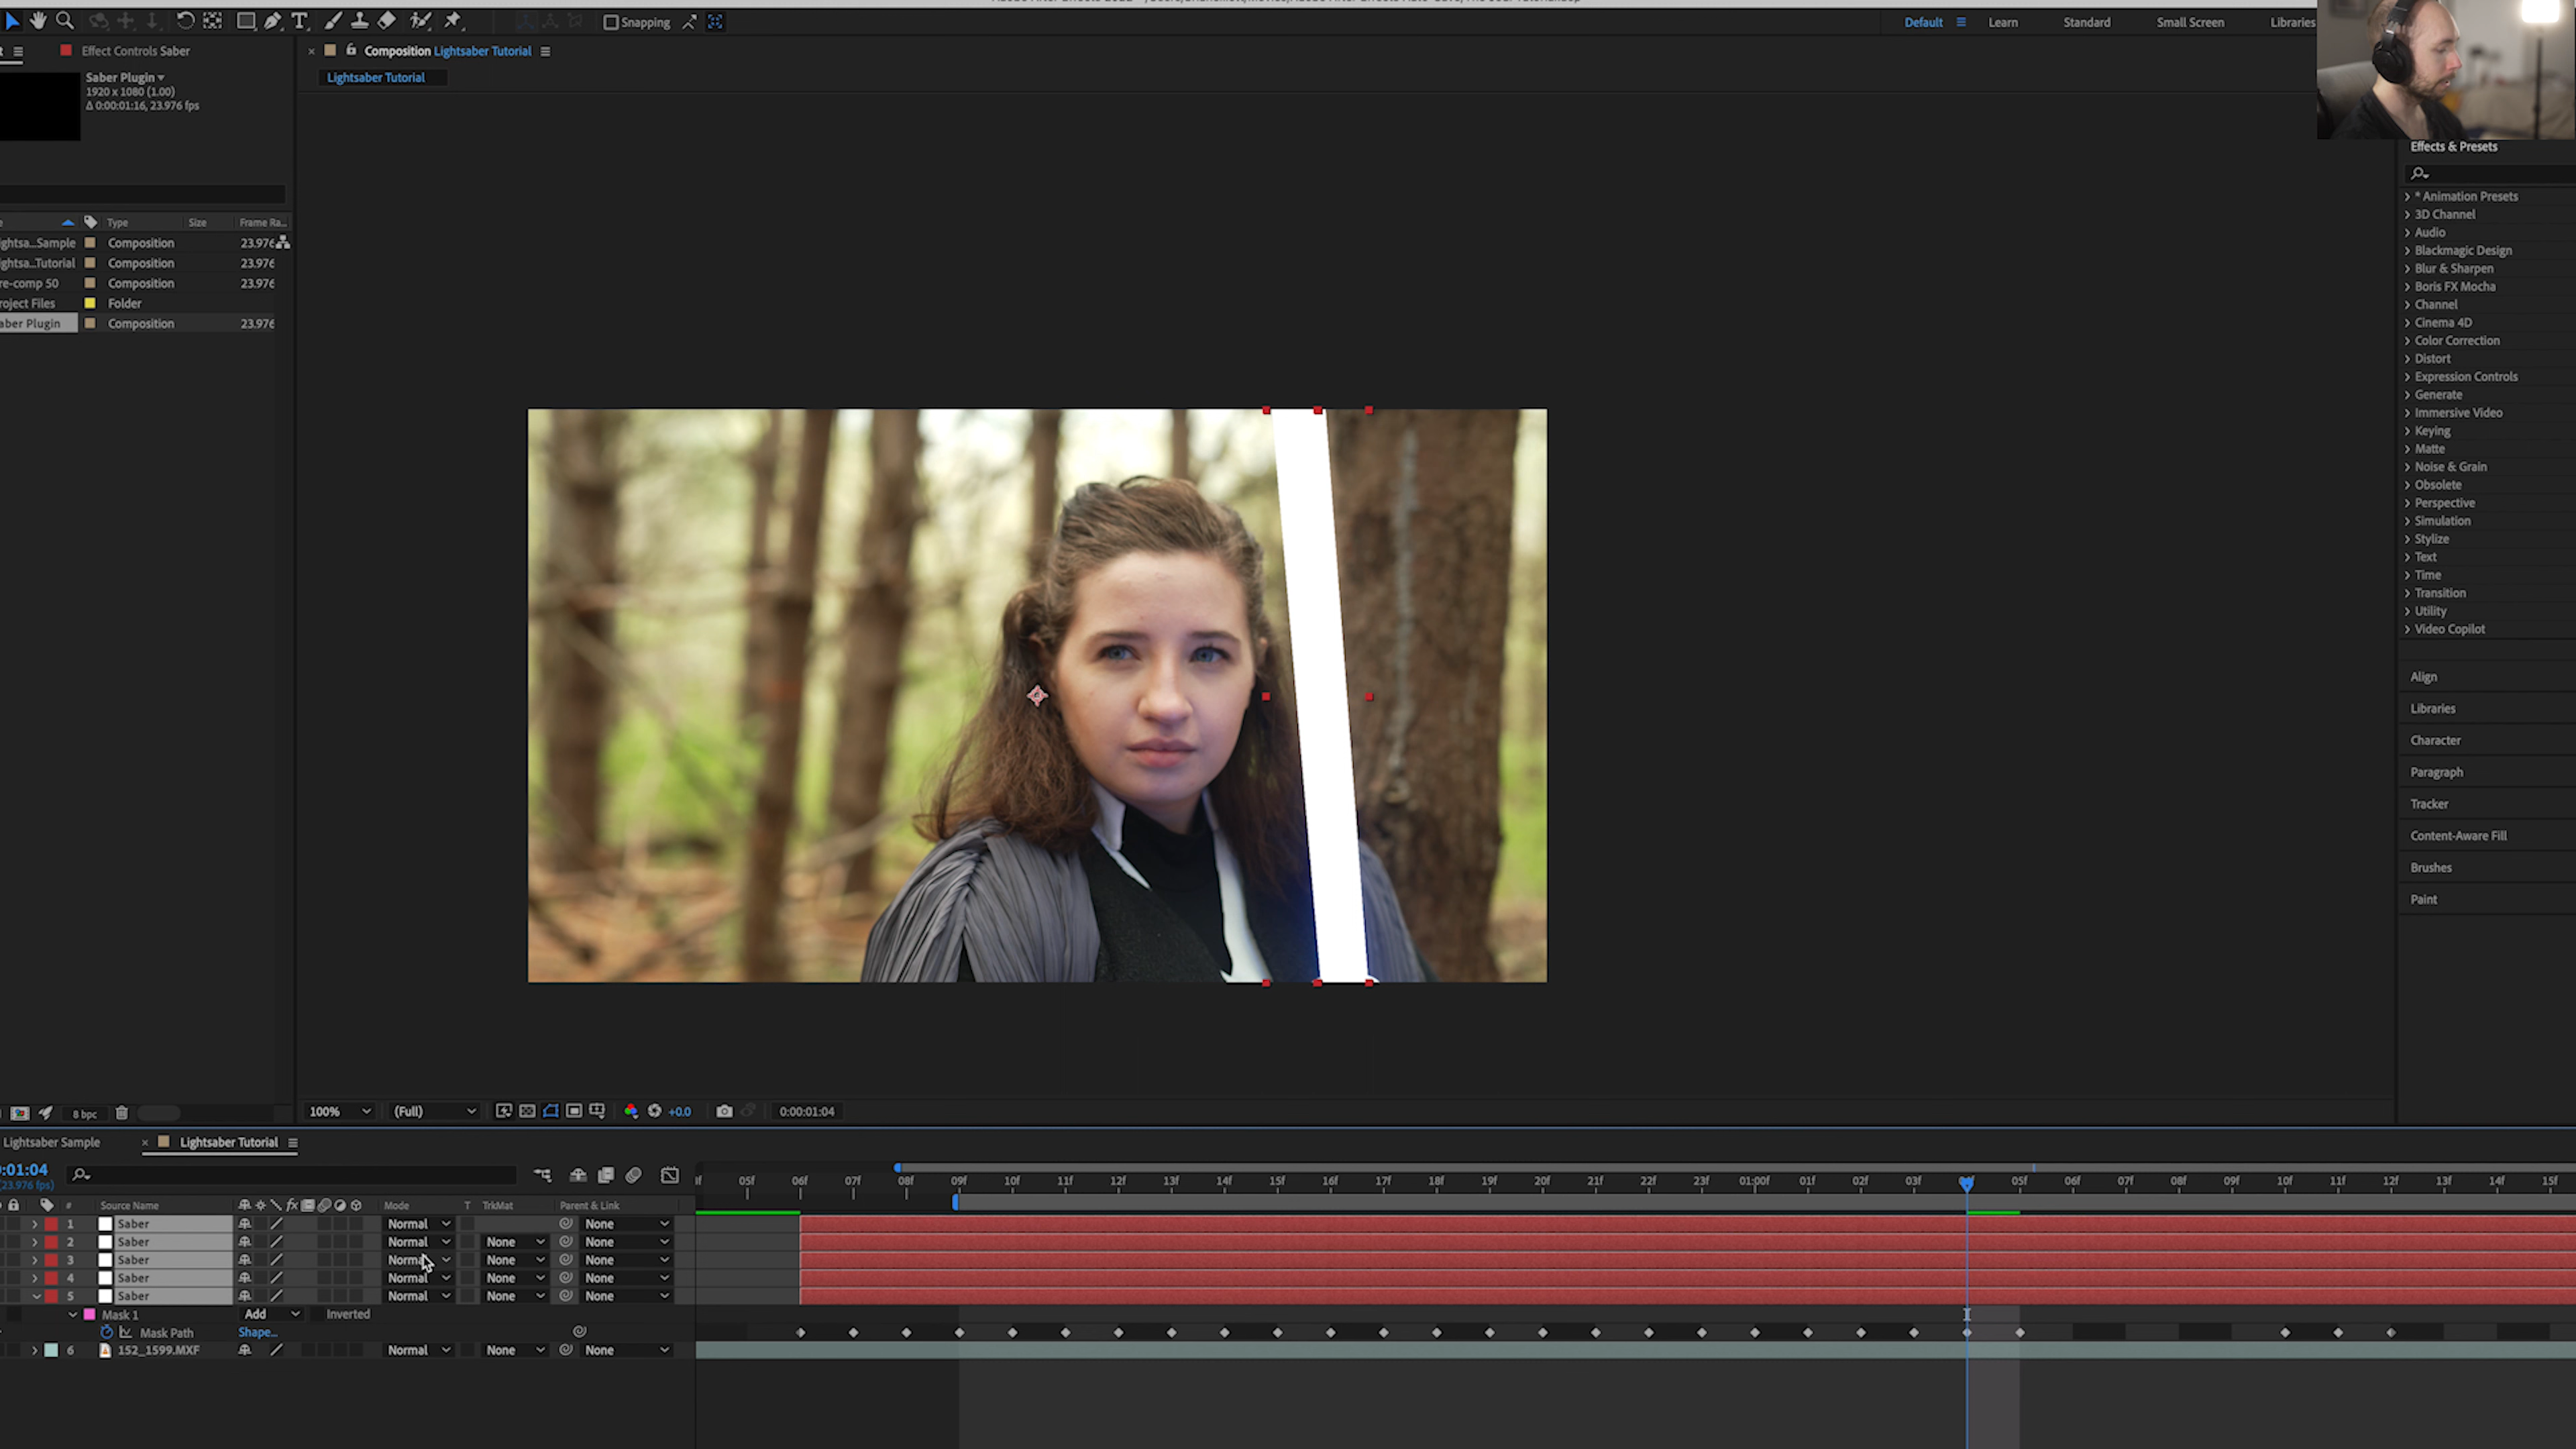 Snapping
Default
Learn
Standard
Small Screen
Libraries
Effect Controls Saber
Composition Lightsaber Tutorial
Saber Plugin
1920 x 1080 (1.00)
Δ 0:00:01:16, 23.976 fps
Lightsaber Tutorial
Type Size Frame Ra...
ghtsa...Sample Composition 23.976
ghtsa...Tutorial Composition 23.976
re-comp 50 Composition 23.976
roject Files Folder
aber Plugin Composition 23.976
Effects & Presets
* Animation Presets
3D Channel
Audio
Blackmagic Design
Blur & Sharpen
Boris FX Mocha
Channel
Cinema 4D
Color Correction
Distort
Expression Controls
Generate
Immersive Video
Keying
Matte
Noise & Grain
Obsolete
Perspective
Simulation
Stylize
Text
Time
Transition
Utility
Video Copilot
Align
Libraries
Character
Paragraph
Tracker
Content-Aware Fill
Brushes
Paint
8 bpc
100% (Full) +0.0 0:00:01:04
Lightsaber Sample × Lightsaber Tutorial
:01:04
(23.976 fps)
05f 06f 07f 08f 09f 10f 11f 12f 13f 14f 15f 16f 17f 18f 19f 20f 21f 22f 23f 01:00f 01f 02f 03f 05f 06f 07f 08f 09f 10f 11f 12f 13f 14f 15f
# Source Name fx Mode T TrkMat Parent & Link
1 Saber Normal None
2 Saber Normal None None
3 Saber Normal None None
4 Saber Normal None None
5 Saber Normal None None
Mask 1 Add Inverted
Mask Path Shape...
6 152_1599.MXF Normal None None